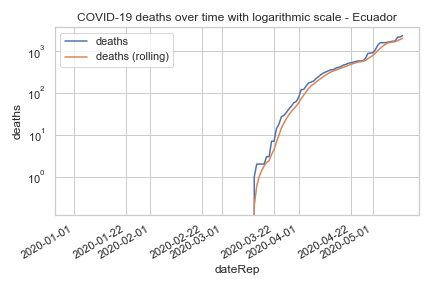 COVID-19 deaths over time with logarithmic scale - Ecuador
deaths
deaths (rolling)
10³
10²
10¹
10⁰
deaths
2020-01-01
2020-01-22
2020-02-01
2020-02-22
2020-03-01
2020-03-22
2020-04-01
2020-04-22
2020-05-01
dateRep